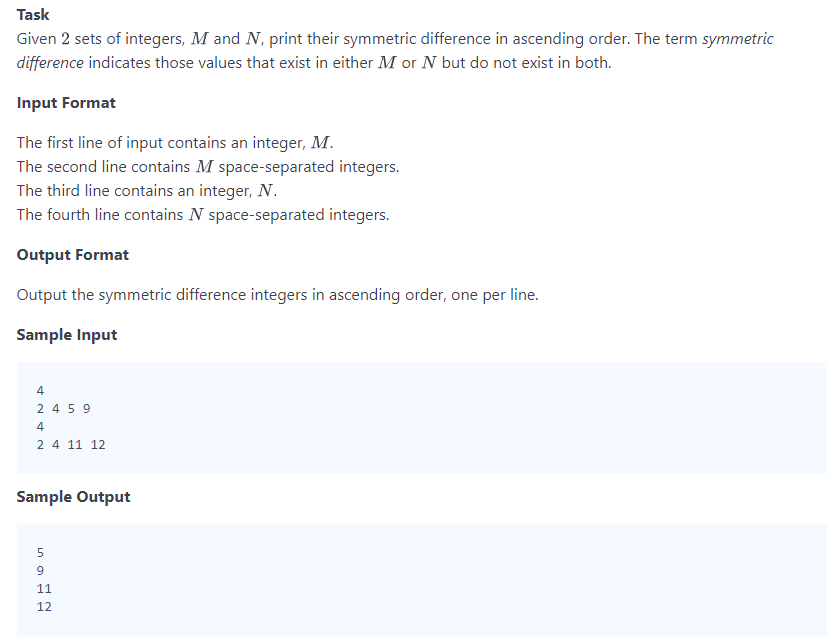 Task
Given 2 sets of integers, M and N, print their symmetric difference in ascending order. The term symmetric
difference indicates those values that exist in either M or N but do not exist in both.
Input Format
The first line of input contains an integer, M.
The second line contains M space-separated integers.
The third line contains an integer, N.
The fourth line contains N space-separated integers.
Output Format
Output the symmetric difference integers in ascending order, one per line.
Sample Input
4
2 4 5 9
4
2 4 11 12
Sample Output
5
9
11
12